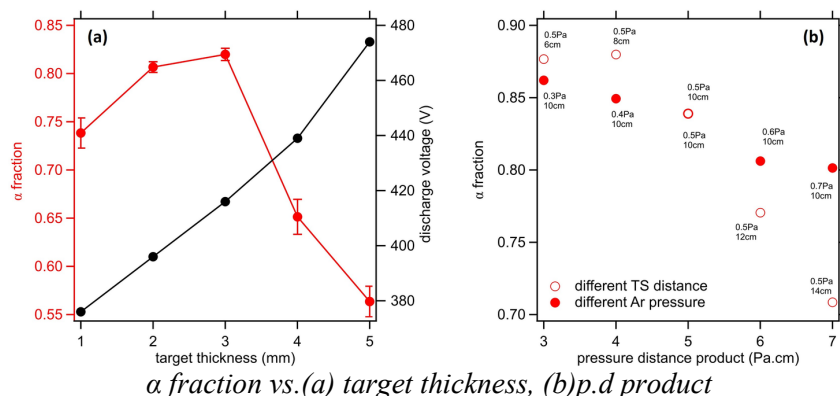 (a)
α fraction
0.85
0.80
0.75
0.70
0.65
0.60
0.55
1
2
3
4
5
target thickness (mm)
480
460
440
420
400
380
discharge voltage (V)
(b)
α fraction
0.90
0.85
0.80
0.75
0.70
0.5Pa
6cm
0.3Pa
10cm
0.5Pa
8cm
0.4Pa
10cm
0.5Pa
10cm
0.5Pa
10cm
0.6Pa
10cm
0.5Pa
12cm
0.7Pa
10cm
0.5Pa
14cm
different TS distance
different Ar pressure
3
4
5
6
7
pressure distance product (Pa.cm)
α fraction vs.(a) target thickness, (b)p.d product